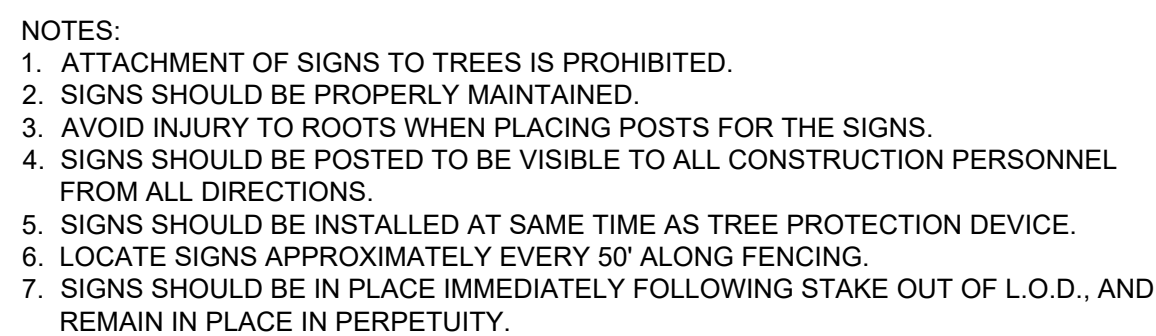 NOTES:
1. ATTACHMENT OF SIGNS TO TREES IS PROHIBITED.
2. SIGNS SHOULD BE PROPERLY MAINTAINED.
3. AVOID INJURY TO ROOTS WHEN PLACING POSTS FOR THE SIGNS.
4. SIGNS SHOULD BE POSTED TO BE VISIBLE TO ALL CONSTRUCTION PERSONNEL
FROM ALL DIRECTIONS.
5. SIGNS SHOULD BE INSTALLED AT SAME TIME AS TREE PROTECTION DEVICE.
6. LOCATE SIGNS APPROXIMATELY EVERY 50' ALONG FENCING.
7. SIGNS SHOULD BE IN PLACE IMMEDIATELY FOLLOWING STAKE OUT OF L.O.D., AND
REMAIN IN PLACE IN PERPETUITY.